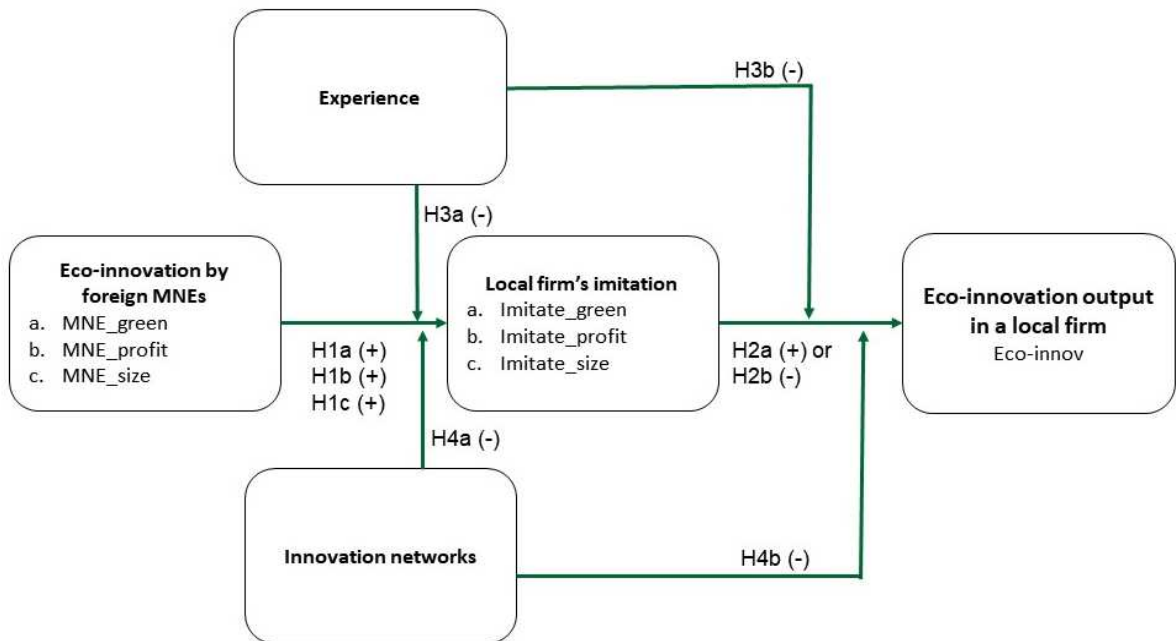 Experience
H3b (-)
H3a (-)
Eco-innovation by
foreign MNEs
a. MNE_green
b. MNE_profit
c. MNE_size
H1a (+)
H1b (+)
H1c (+)
Local firm's imitation
a. Imitate_green
b. Imitate_profit
c. Imitate_size
H2a (+) or
H2b (-)
Eco-innovation output
in a local firm
Eco-innov
H4a (-)
Innovation networks
H4b (-)